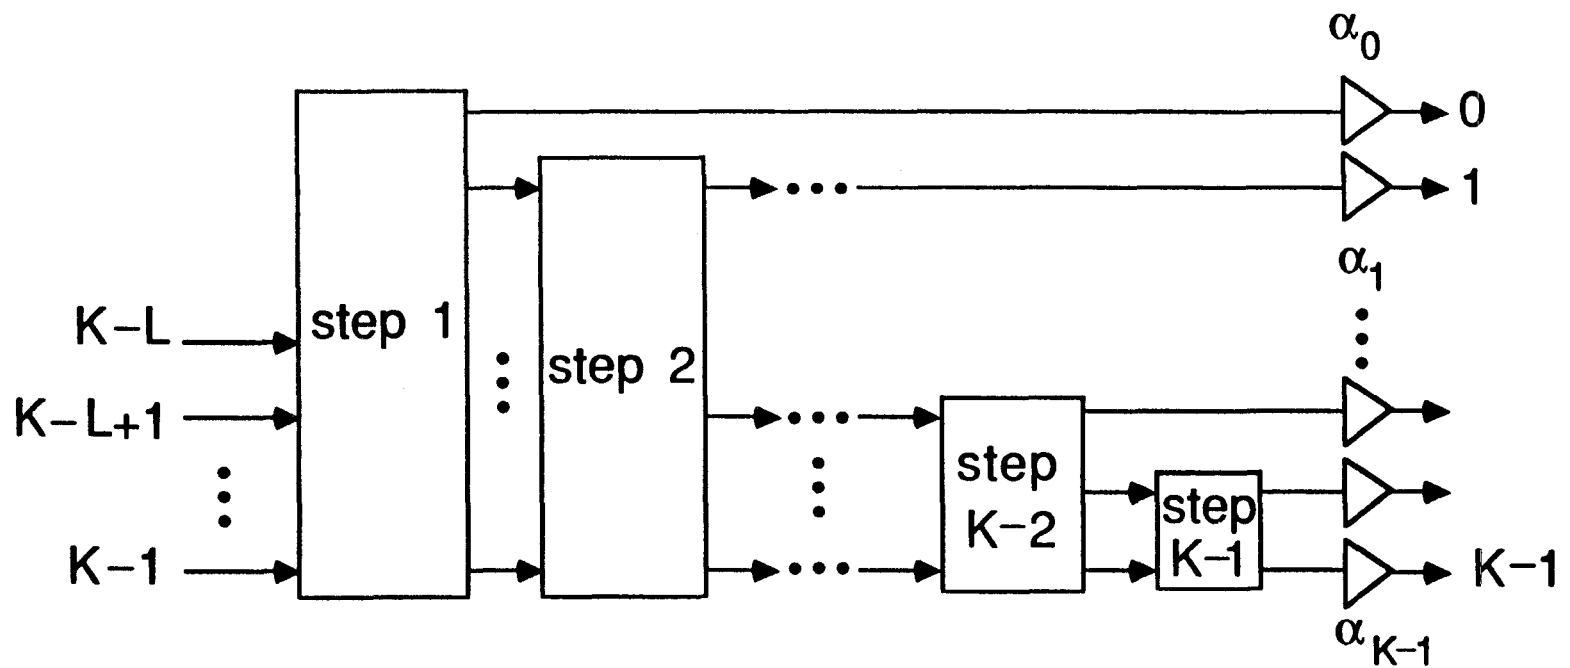 α0
0
1
α1
K-L
step 1
step 2
K-L+1
step
K-2
step
K-1
K-1
K-1
αK-1